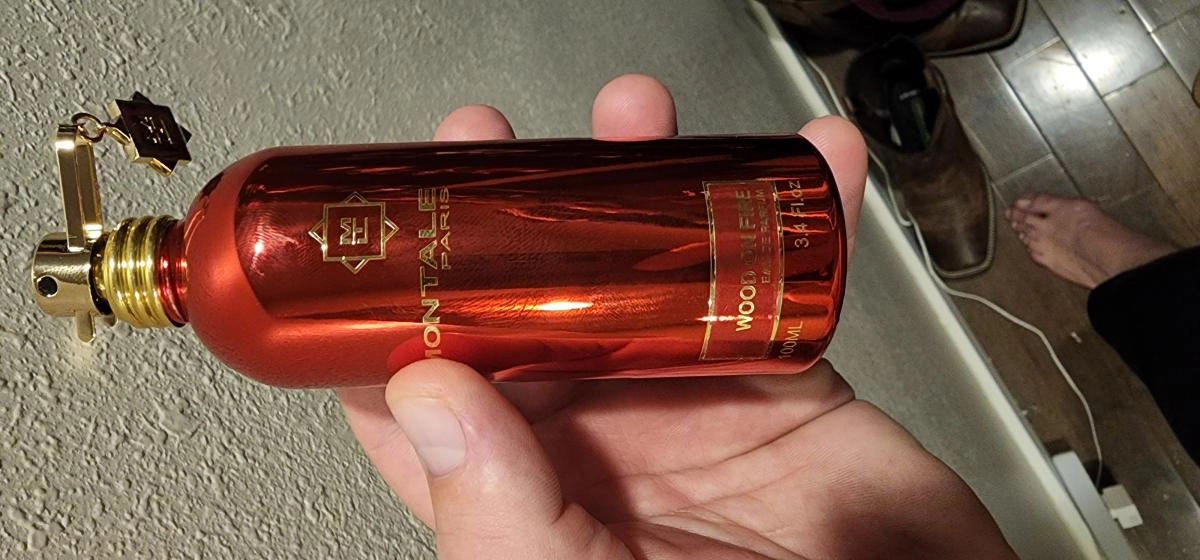 MONTALE
PARIS
WOOD ON FIRE
EAU DE PARFUM
100ML 3.4 Fl.oz